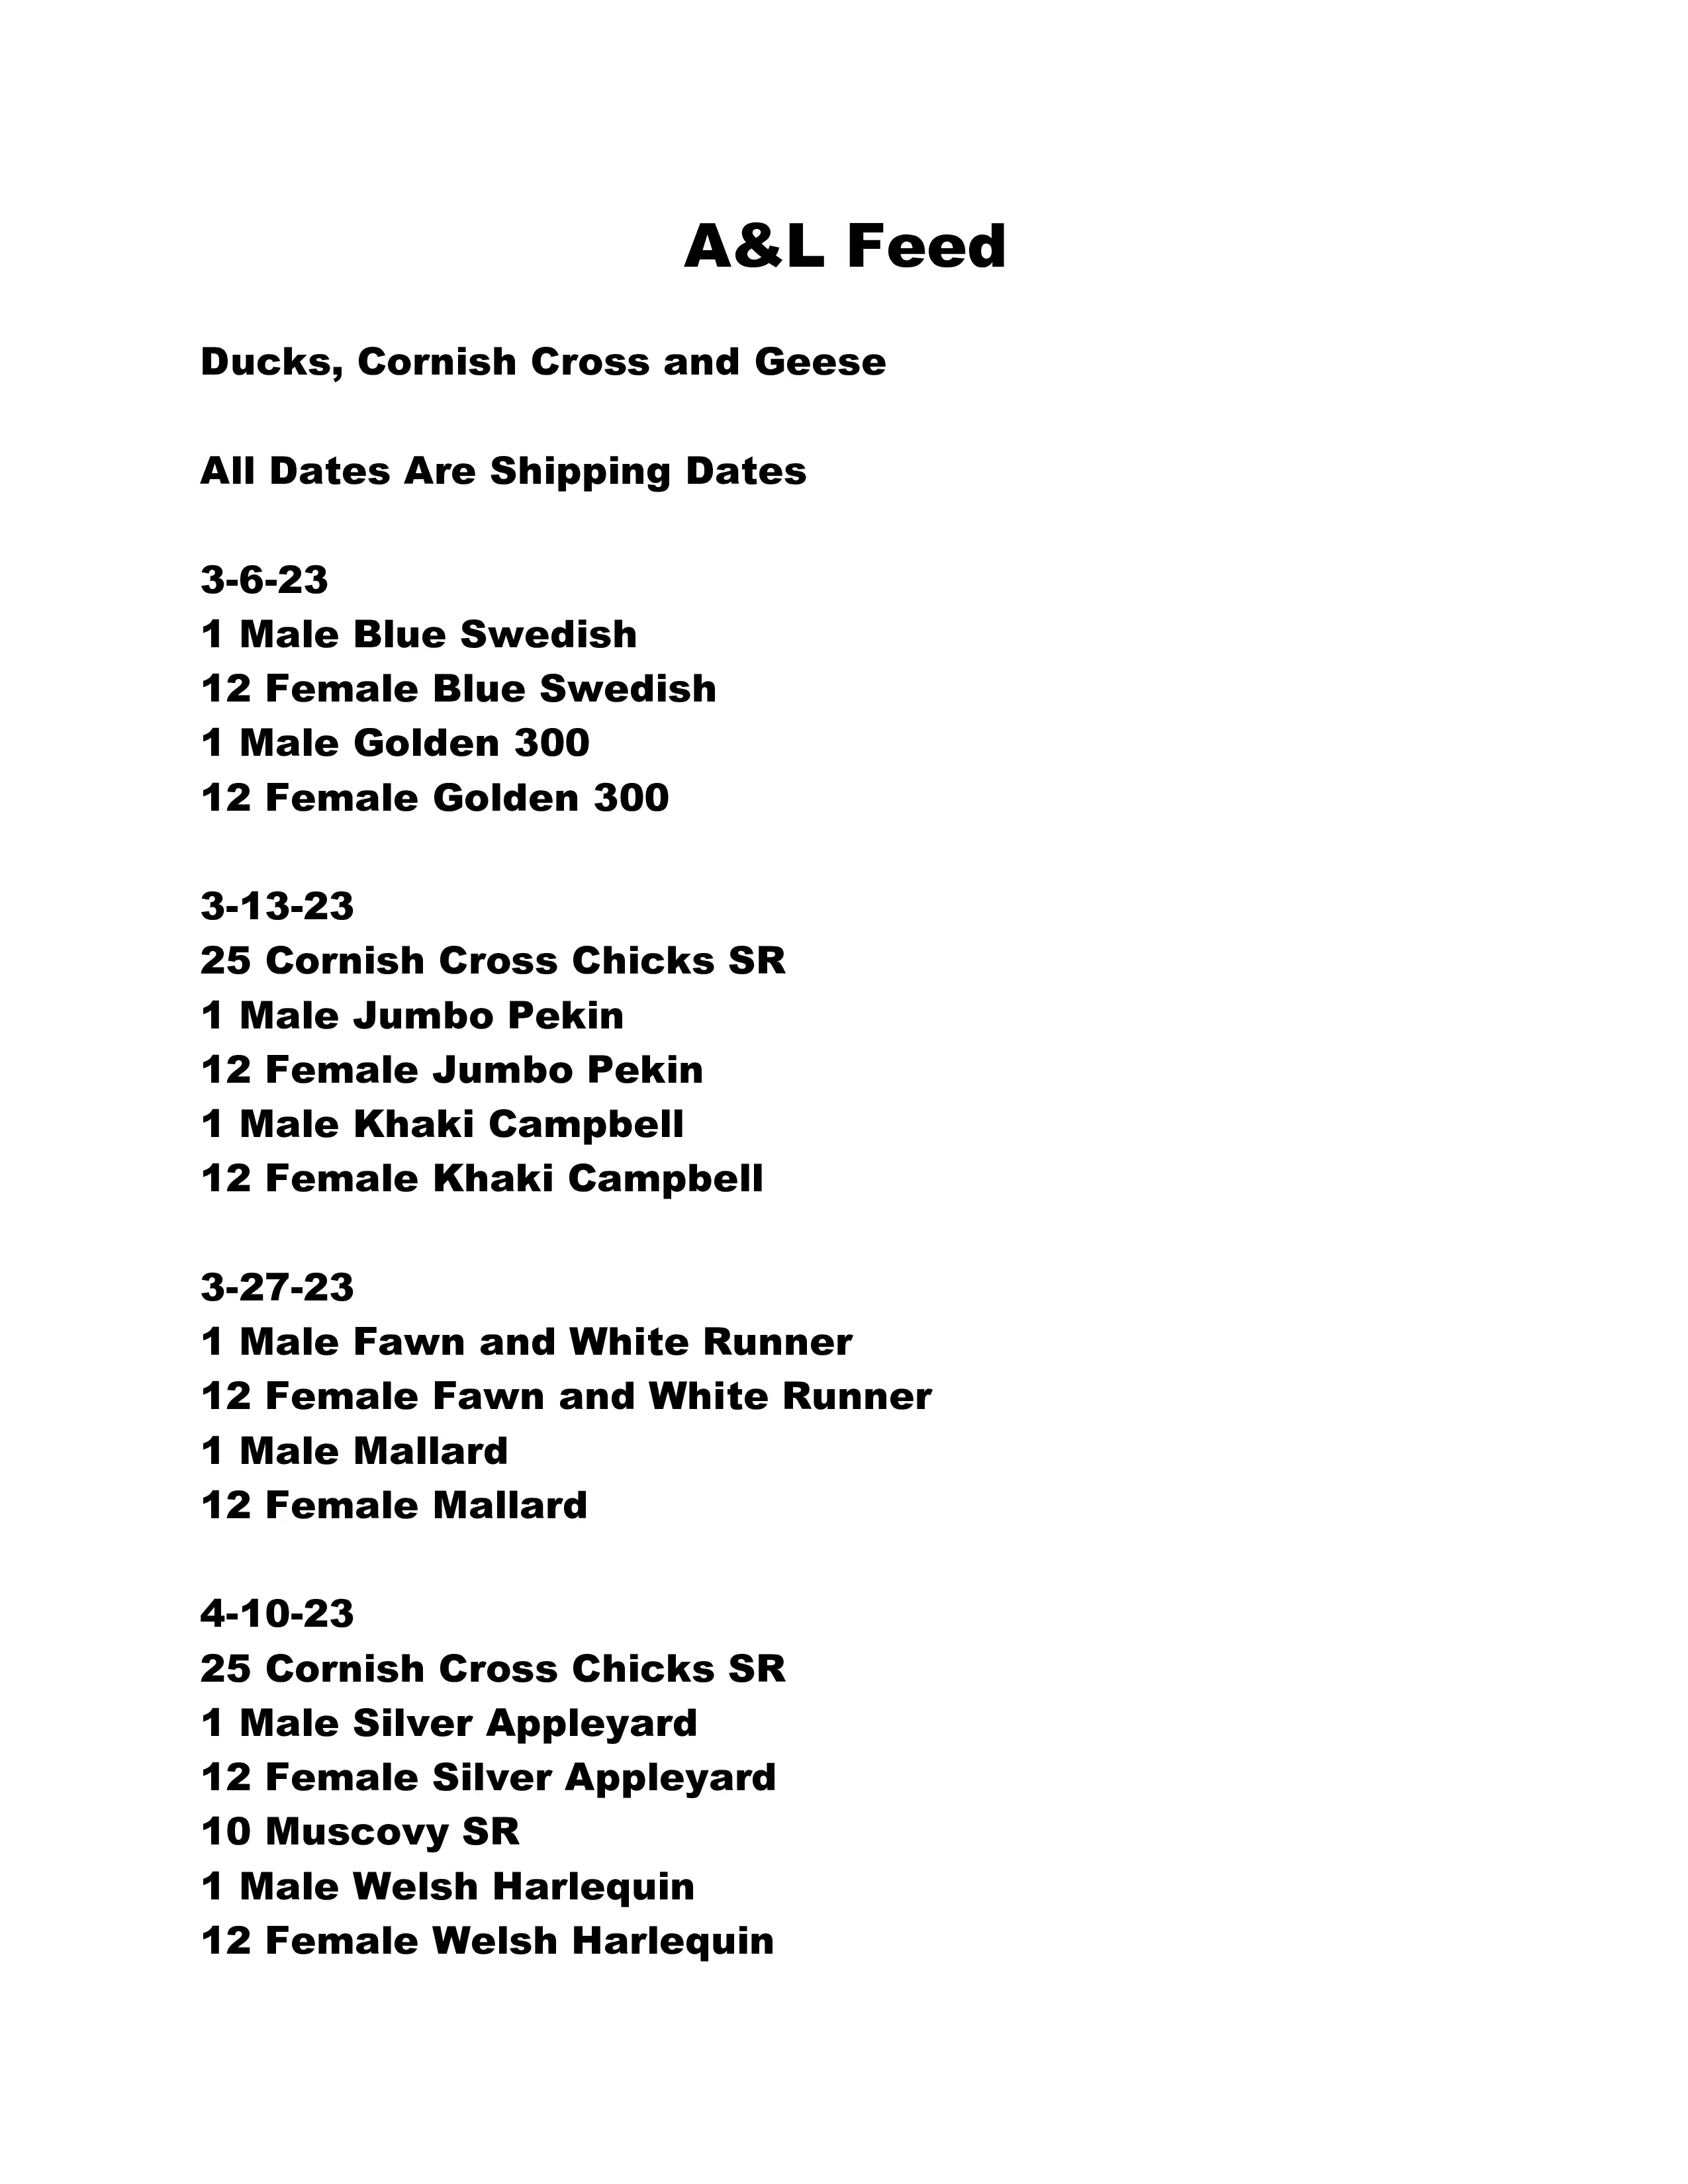 A&L Feed
Ducks, Cornish Cross and Geese
All Dates Are Shipping Dates
3-6-23
1 Male Blue Swedish
12 Female Blue Swedish
1 Male Golden 300
12 Female Golden 300
3-13-23
25 Cornish Cross Chicks SR
1 Male Jumbo Pekin
12 Female Jumbo Pekin
1 Male Khaki Campbell
12 Female Khaki Campbell
3-27-23
1 Male Fawn and White Runner
12 Female Fawn and White Runner
1 Male Mallard
12 Female Mallard
4-10-23
25 Cornish Cross Chicks SR
1 Male Silver Appleyard
12 Female Silver Appleyard
10 Muscovy SR
1 Male Welsh Harlequin
12 Female Welsh Harlequin